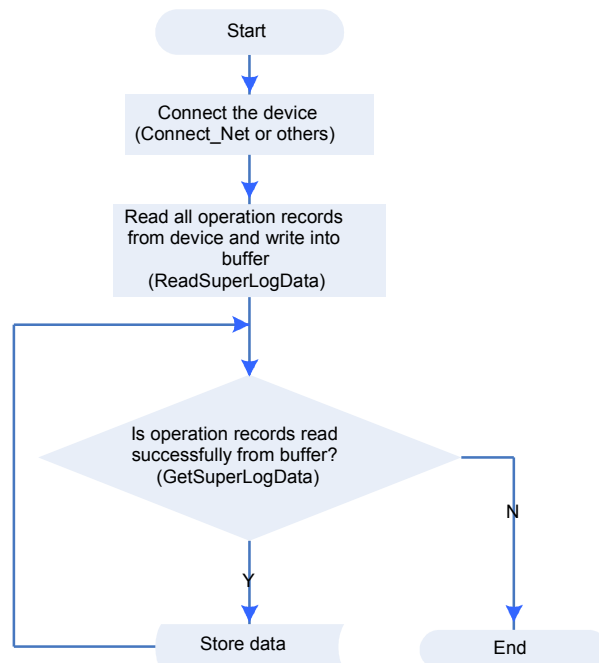 Start
Connect the device
(Connect_Net or others)
Read all operation records
from device and write into
buffer
(ReadSuperLogData)
Is operation records read
successfully from buffer?
(GetSuperLogData)
N
Y
Store data
End